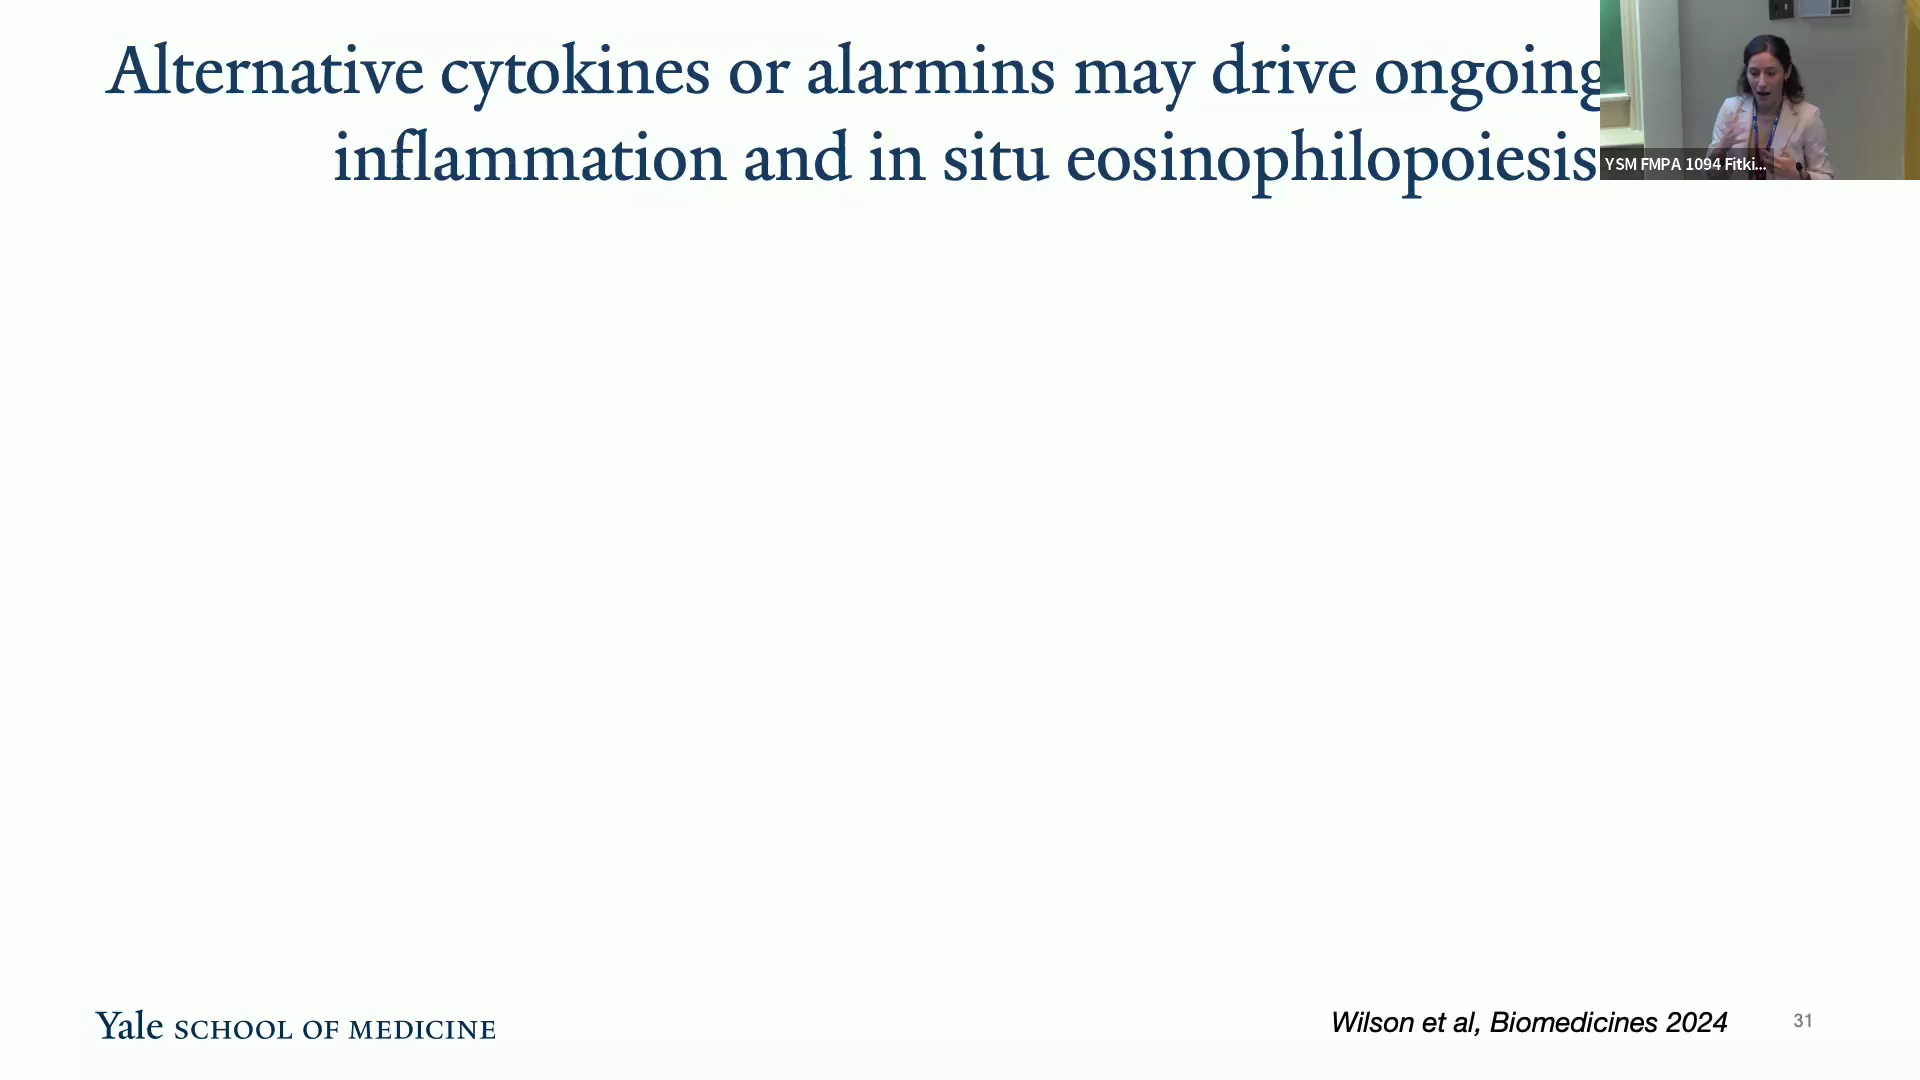 Alternative cytokines or alarmins may drive ongoing
inflammation and in situ eosinophilopoiesis
YSM FMPA 1094 Fitki...
Yale SCHOOL OF MEDICINE
Wilson et al, Biomedicines 2024
31